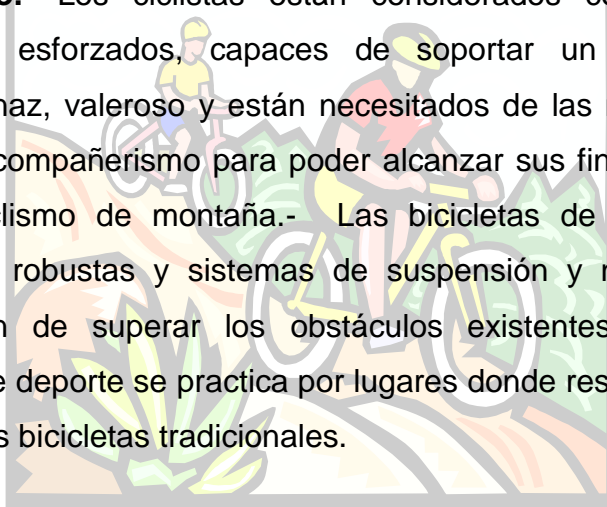 Los ciclistas están considerados
esforzados, capaces de soportar un
valeroso y están necesitados de las
compañerismo para poder alcanzar sus
de montaña.- Las bicicletas de
robustas y sistemas de suspensión y
de superar los obstáculos existentes
deporte se practica por lugares donde
bicicletas tradicionales.